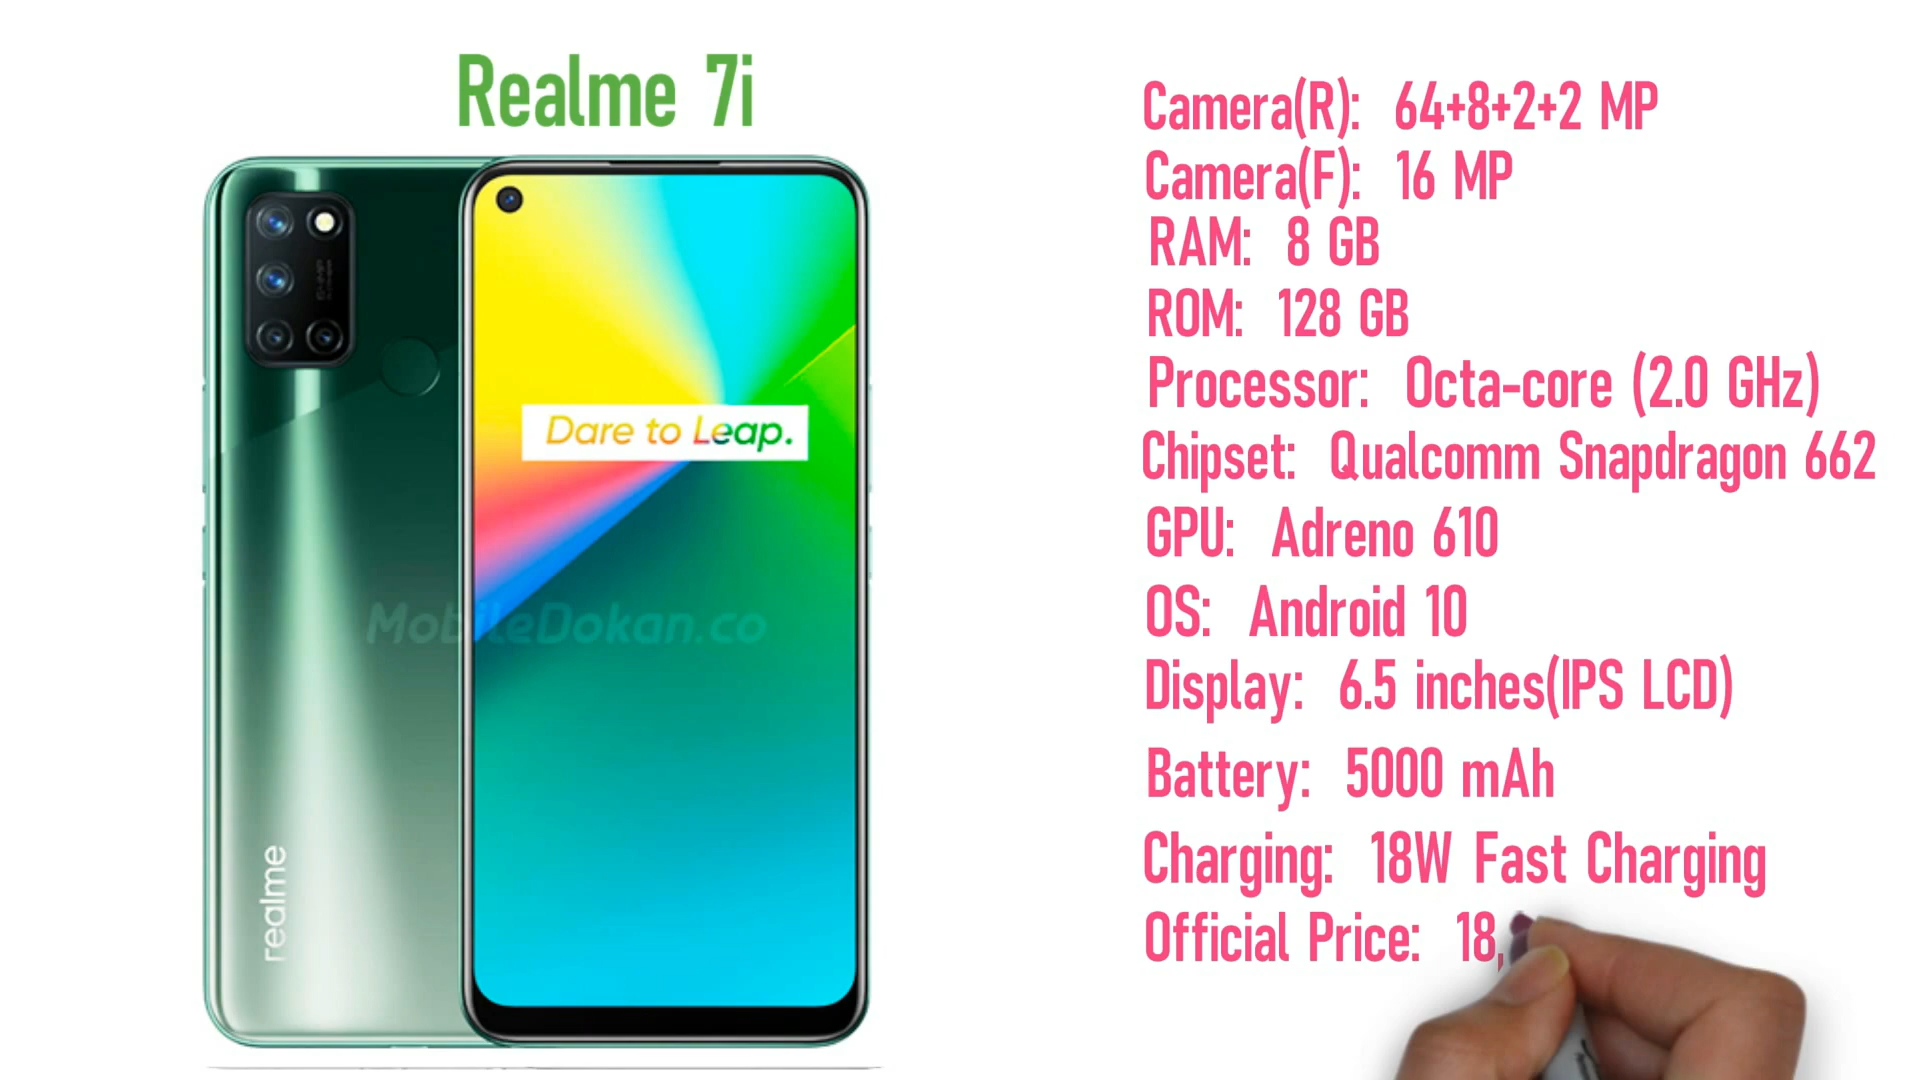 Realme 7i
Camera(R): 64+8+2+2 MP
Camera(F): 16 MP
RAM: 8 GB
ROM: 128 GB
Processor: Octa-core (2.0 GHz)
Chipset: Qualcomm Snapdragon 662
GPU: Adreno 610
OS: Android 10
Display: 6.5 inches(IPS LCD)
Battery: 5000 mAh
Charging: 18W Fast Charging
Official Price: 18,
Dare to Leap.
MobileDokan.co
realme